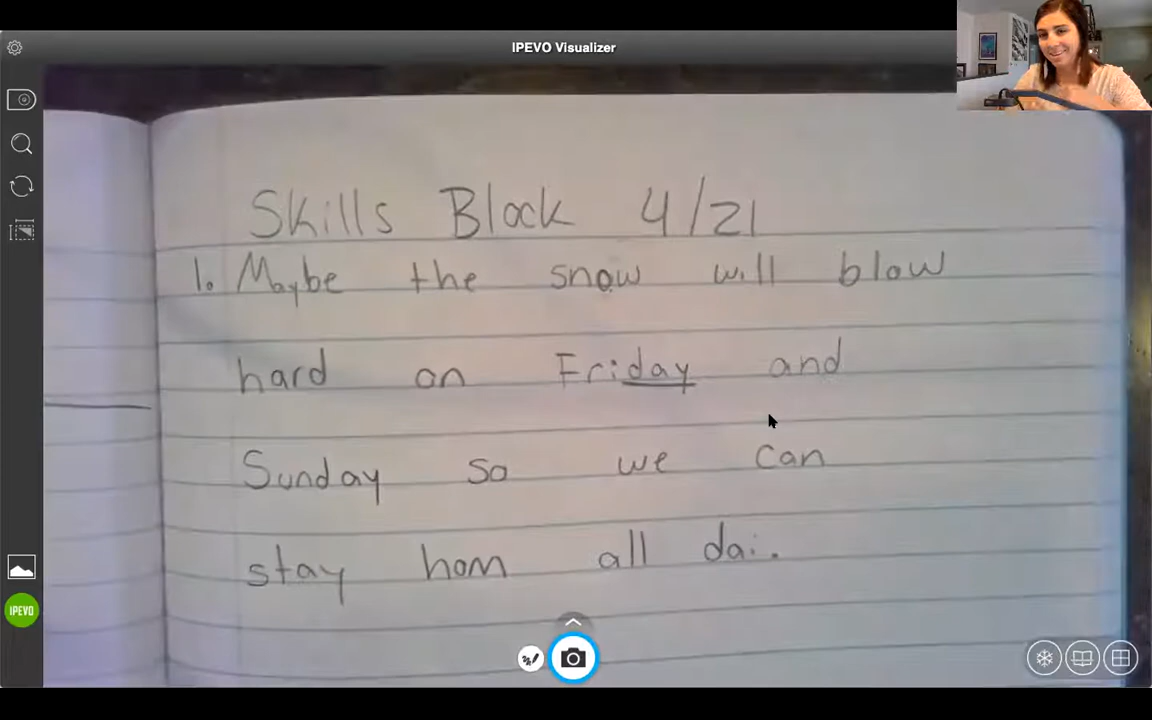 IPEVO Visualizer
Skills Block 4/21
1. Maybe the snow will blow
hard on Friday and
Sunday so we can
stay hom all dai.
IPEVO